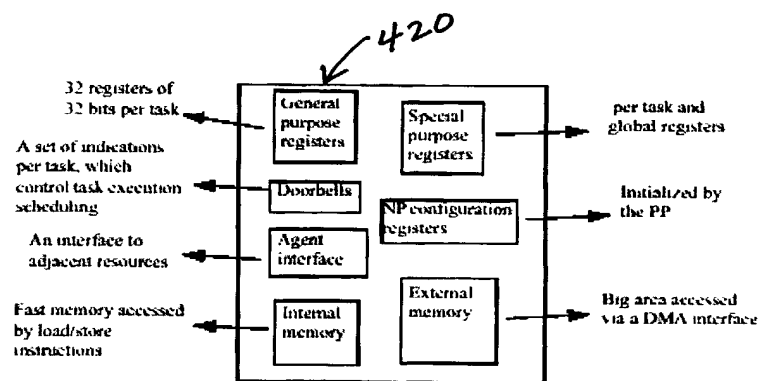 420
32 registers of
32 bits per task
General
purpose
registers
Special
purpose
registers
per task and
global registers
A set of indications
per task, which
control task execution
scheduling
Doorbells
NP configuration
registers
Initialized by
the PP
An interface to
adjacent resources
Agent
interface
Fast memory accessed
by load/store
instructions
Internal
memory
External
memory
Big area accessed
via a DMA interface